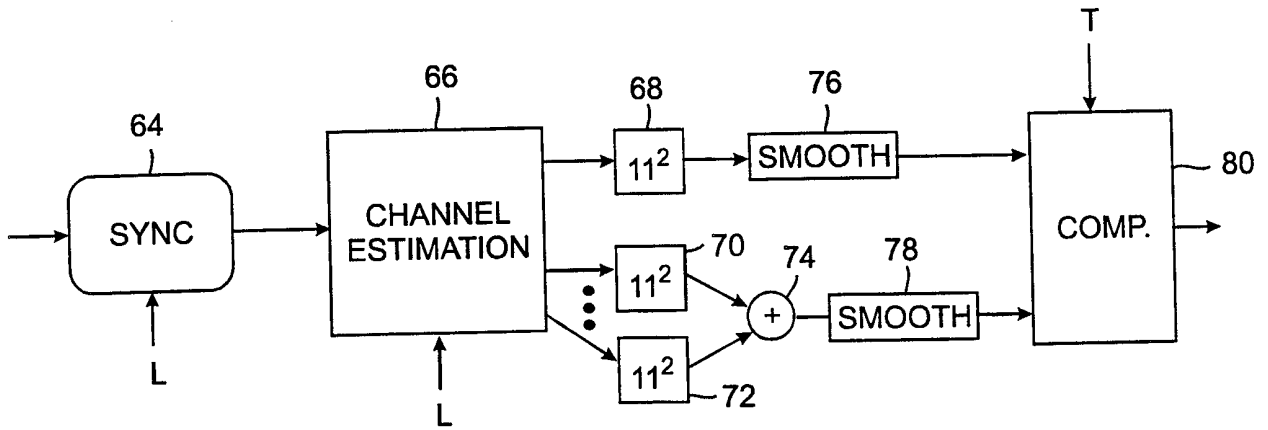 T
66
68
76
64
11²
SMOOTH
80
SYNC
CHANNEL
ESTIMATION
COMP.
70
74
78
11²
+
SMOOTH
11²
72
L
L